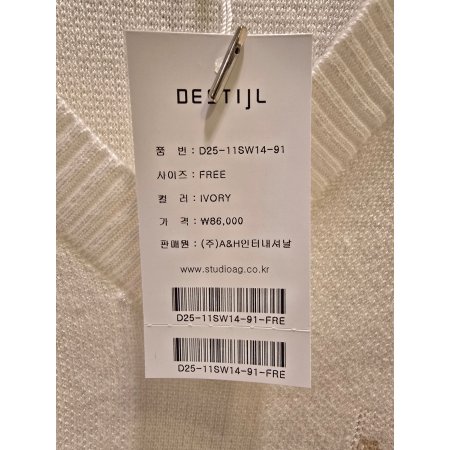 DESTIJL
품 번 : D25-11SW14-91
사이즈 : FREE
컬 러 : IVORY
가 격 : ₩86,000
판매원 : (주)A&H인터내셔날
www.studioag.co.kr
D25-11SW14-91-FRE
D25-11SW14-91-FRE